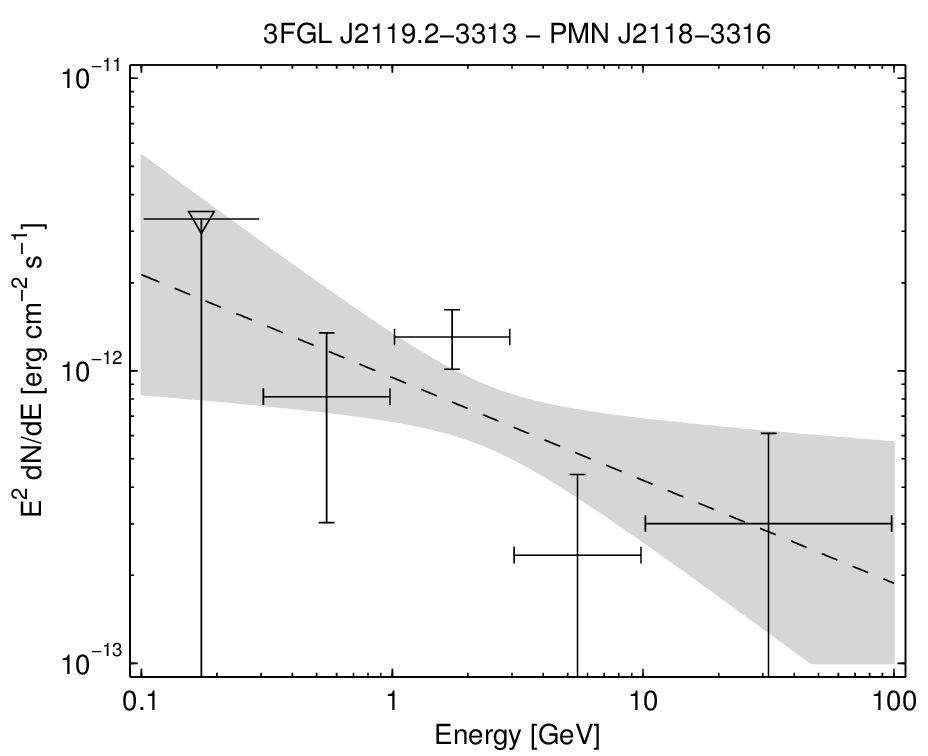 3FGL J2119.2−3313 − PMN J2118−3316
10⁻¹¹
10⁻¹²
10⁻¹³
E² dN/dE [erg cm⁻² s⁻¹]
0.1 1 10 100
Energy [GeV]